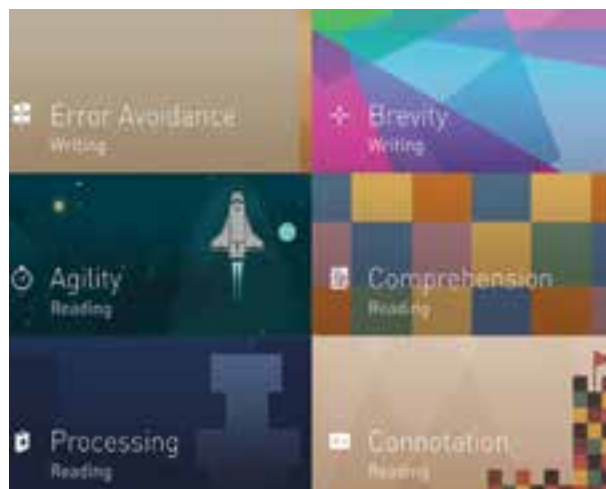 Error Avoidance
Writing
Brevity
Writing
Agility
Reading
Comprehension
Reading
Processing
Reading
Connotation
Reading